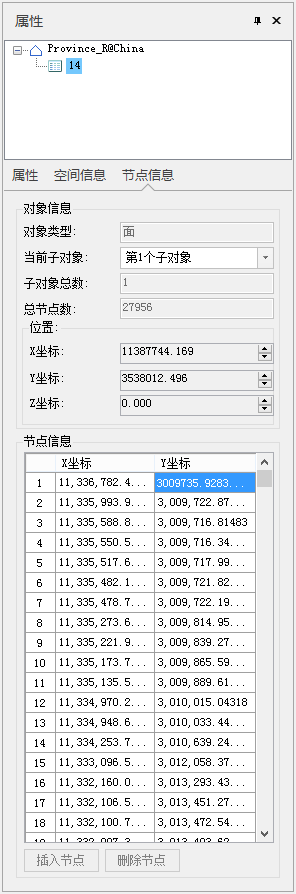 属性
Province_R@China
14
属性 空间信息 节点信息
对象信息
对象类型: 面
当前子对象: 第1个子对象
子对象总数: 1
总节点数: 27956
位置:
X坐标: 11387744.169
Y坐标: 3538012.496
Z坐标: 0.000
节点信息
X坐标 Y坐标
1 11,336,782.4... 3009735.9283...
2 11,335,993.9... 3,009,722.87...
3 11,335,588.8... 3,009,716.81483
4 11,335,550.5... 3,009,716.34...
5 11,335,517.6... 3,009,717.99...
6 11,335,482.1... 3,009,721.82...
7 11,335,478.7... 3,009,722.19...
8 11,335,273.6... 3,009,814.95...
9 11,335,221.9... 3,009,839.27...
10 11,335,173.7... 3,009,865.59...
11 11,335,135.5... 3,009,889.61...
12 11,334,970.2... 3,010,015.04318
13 11,334,948.6... 3,010,033.44...
14 11,334,253.7... 3,010,639.24...
15 11,333,096.5... 3,012,058.37...
16 11,332,160.0... 3,013,293.43...
17 11,332,106.5... 3,013,451.27...
18 11,332,100.7... 3,013,472.54...
插入节点 删除节点